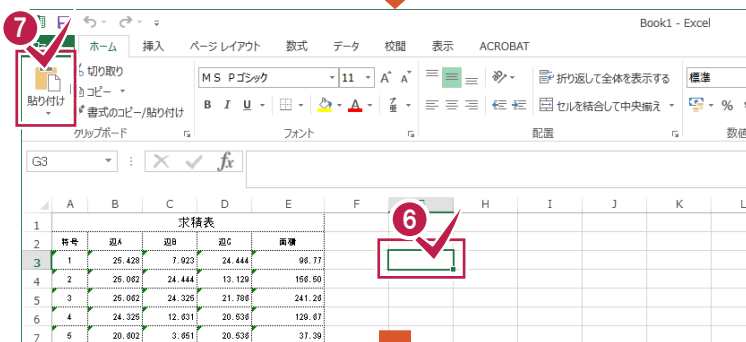 Book1 - Excel
7
ホーム 挿入 ページ レイアウト 数式 データ 校閲 表示 ACROBAT
切り取り
コピー
書式のコピー/貼り付け
貼り付け
クリップボード
MS Pゴシック 11 A A
B I U A
フォント
折り返して全体を表示する
セルを結合して中央揃え
配置
標準
%
数値
G3 fx
A B C D E F H I J K L
6
1 求積表
2 符号 辺A 辺B 辺C 面積
3 1 25.428 7.923 24.444 96.77
4 2 25.062 24.444 13.129 156.50
5 3 25.062 24.325 21.786 241.26
6 4 24.325 12.631 20.536 129.67
7 5 20.602 3.651 20.536 37.39